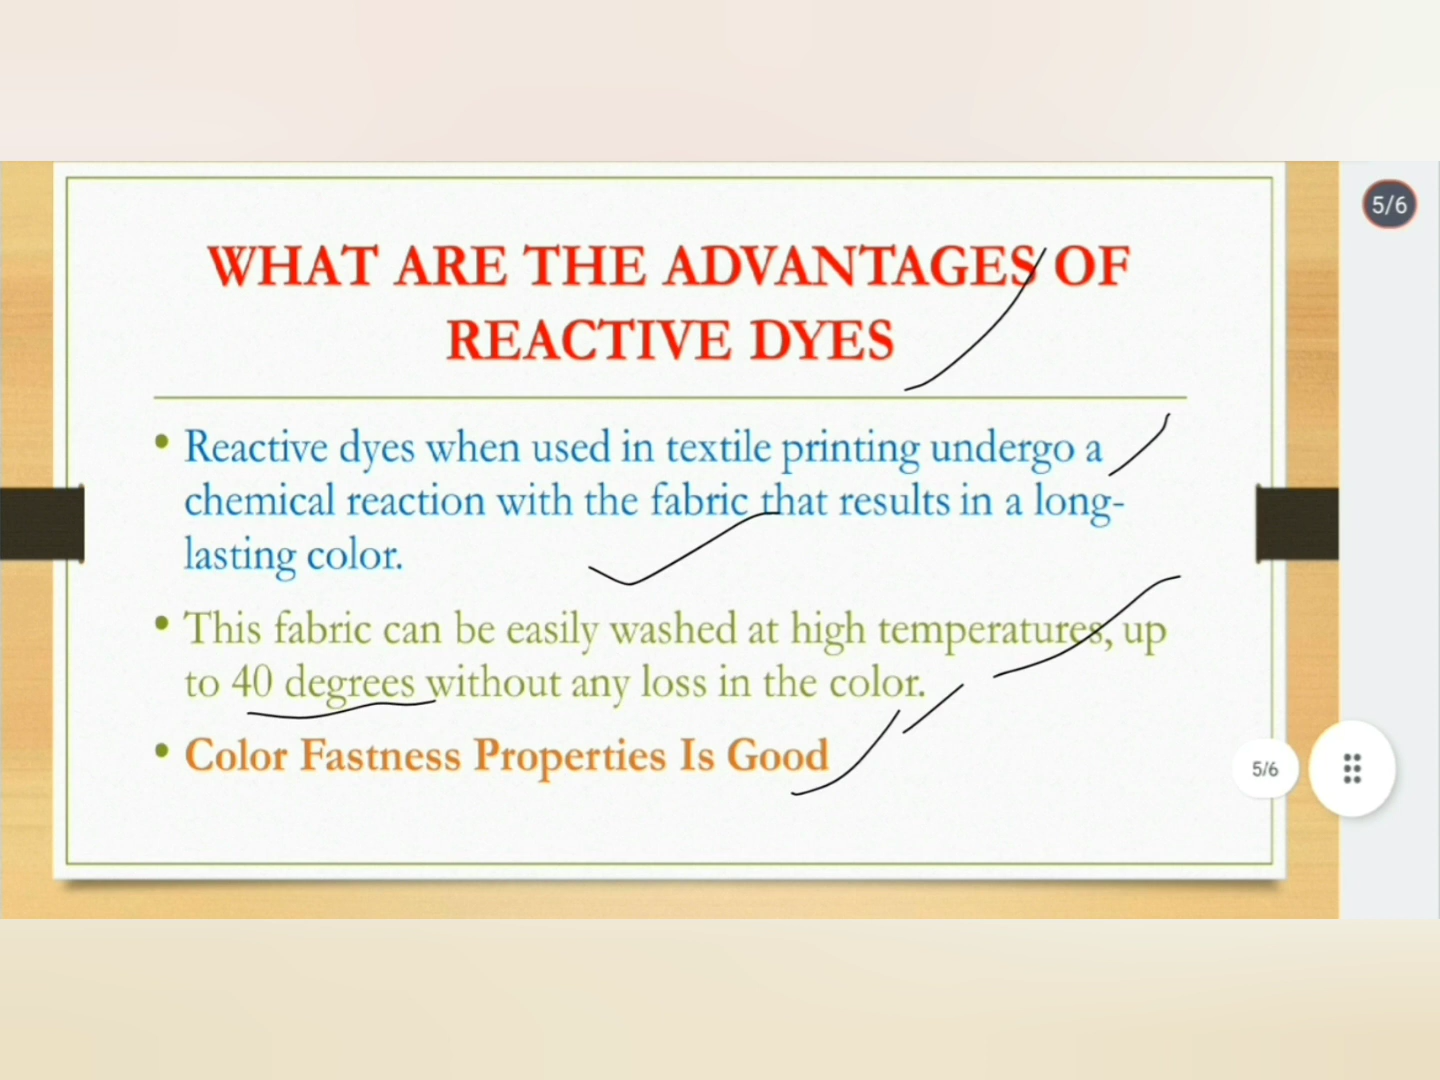 WHAT ARE THE ADVANTAGES OF
REACTIVE DYES
• Reactive dyes when used in textile printing undergo a
chemical reaction with the fabric that results in a long-
lasting color.
• This fabric can be easily washed at high temperatures, up
to 40 degrees without any loss in the color.
• Color Fastness Properties Is Good
5/6
5/6